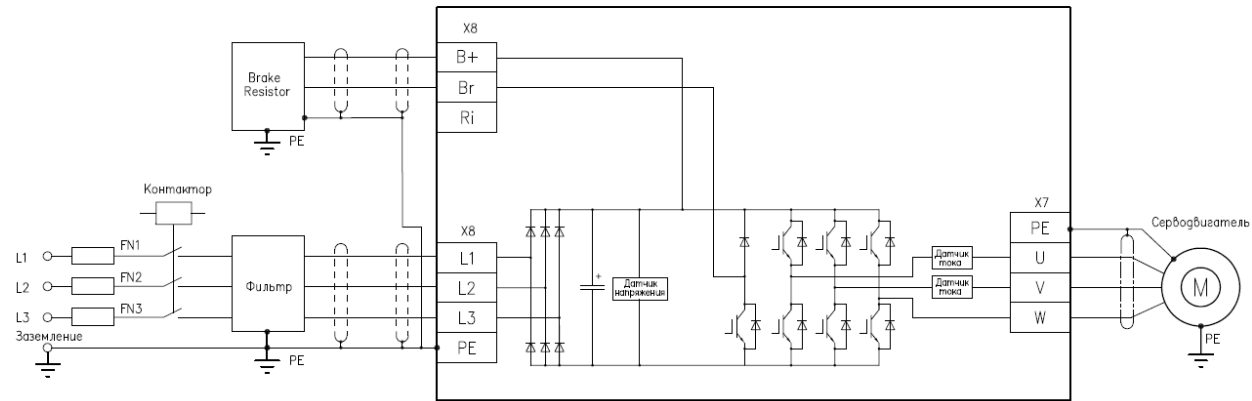 X8
B+
Br
Ri
Brake
Resistor
PE
Контактор
L1
FN1
L2
FN2
L3
FN3
Заземление
Фильтр
PE
X8
L1
L2
L3
PE
Датчик
напряжения
Датчик
тока
Датчик
тока
X7
PE
U
V
W
Серводвигатель
M
PE
+